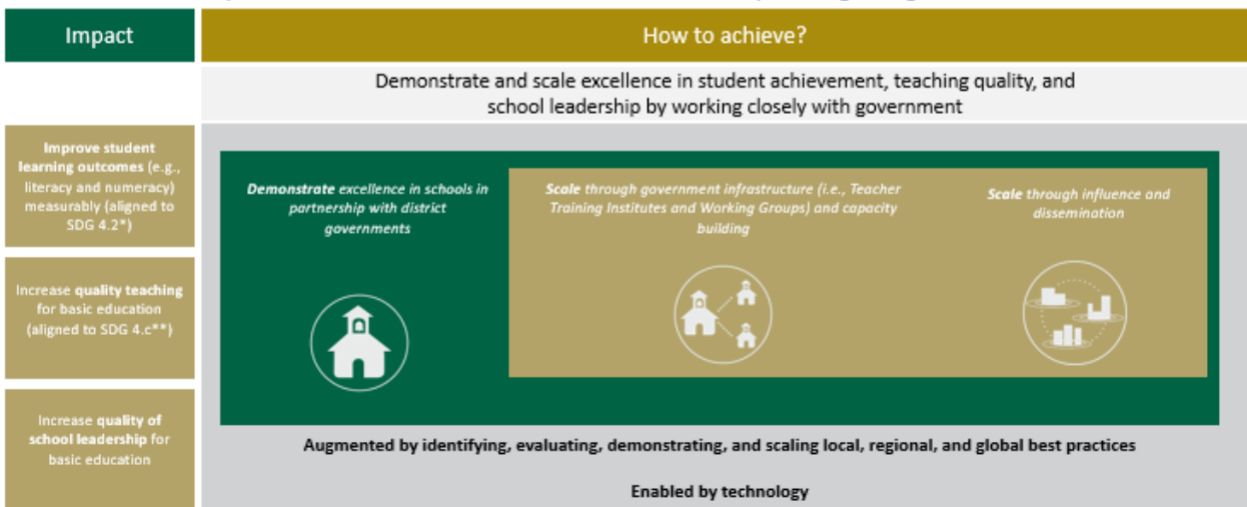 Impact
How to achieve?
Demonstrate and scale excellence in student achievement, teaching quality, and
school leadership by working closely with government
Improve student
learning outcomes (e.g.,
literacy and numeracy)
measurably (aligned to
SDG 4.2*)
Increase quality teaching
for basic education
(aligned to SDG 4.c**)
Increase quality of
school leadership for
basic education
Demonstrate excellence in schools in
partnership with district
governments
Scale through government infrastructure (i.e., Teacher
Training Institutes and Working Groups) and capacity
building
Scale through influence and
dissemination
Augmented by identifying, evaluating, demonstrating, and scaling local, regional, and global best practices
Enabled by technology